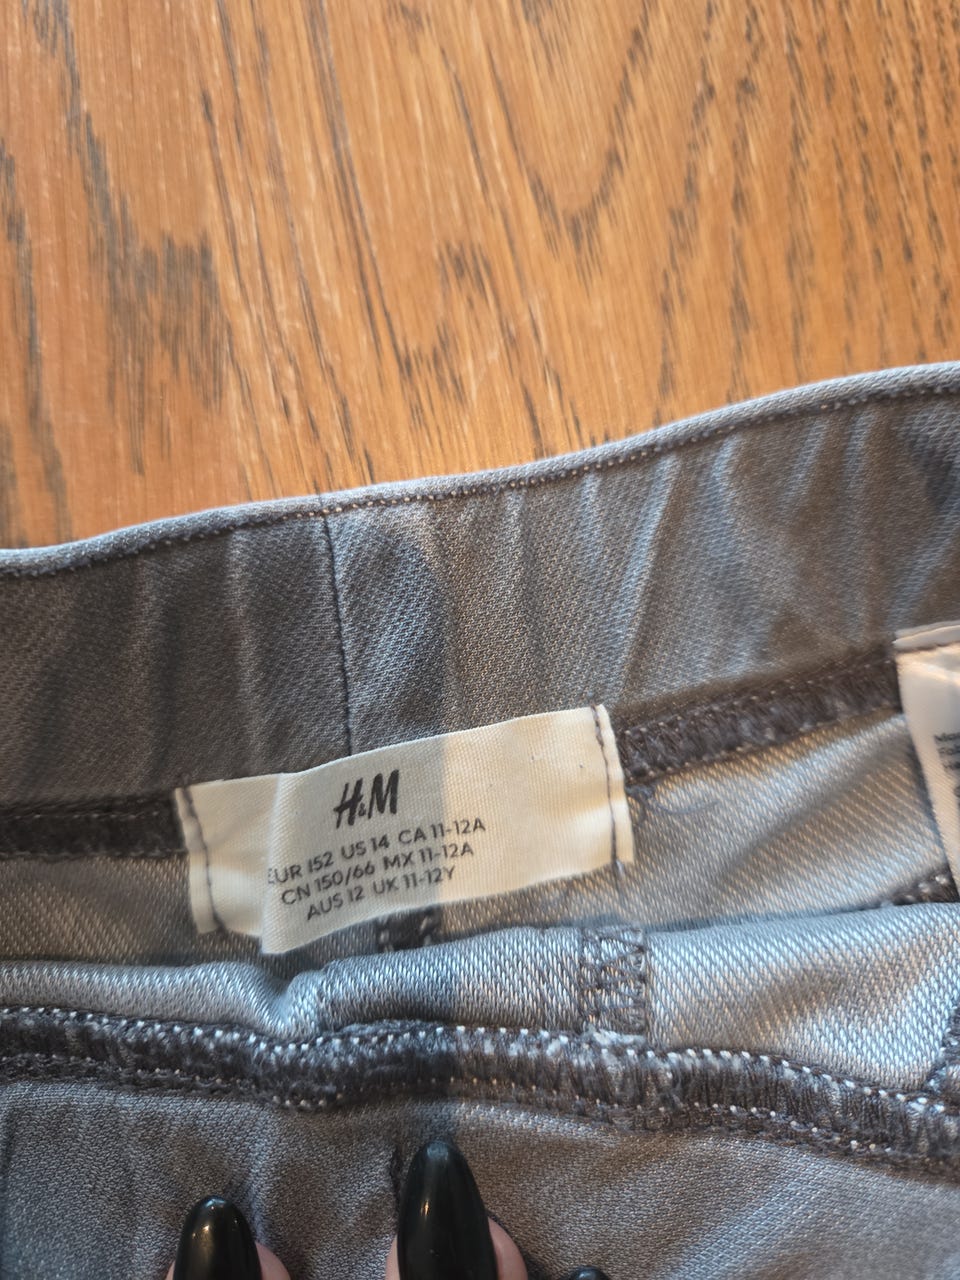 H&M
EUR 152 US 14 CA 11-12A
CN 150/66 MX 11-12A
AUS 12 UK 11-12Y